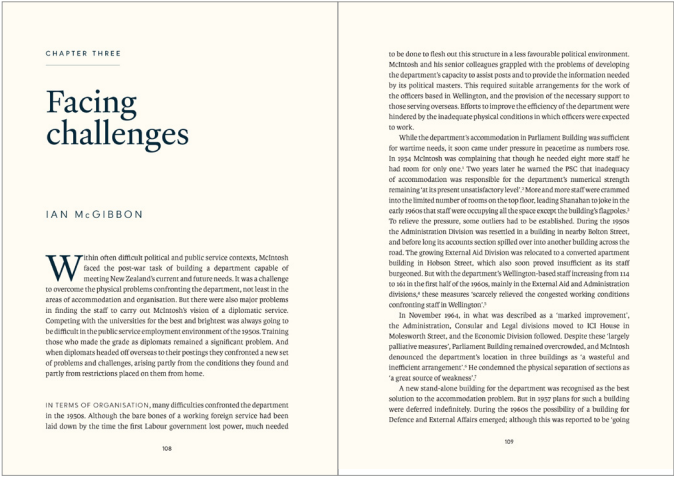 CHAPTER THREE
Facing
challenges
IAN McGIBBON
Within often difficult political and public service contexts, McIntosh
faced the post-war task of building a department capable of
meeting New Zealand's current and future needs. It was a challenge
to overcome the physical problems confronting the department, not least in the
areas of accommodation and organisation. But there were also major problems
in finding the staff to carry out McIntosh's vision of a diplomatic service.
Competing with the universities for the best and brightest was always going to
be difficult in the public service employment environment of the 1950s. Training
those who made the grade as diplomats remained a significant problem. And
when diplomats headed off overseas to their postings they confronted a new set
of problems and challenges, arising partly from the conditions they found and
partly from restrictions placed on them from home.
IN TERMS OF ORGANISATION, many difficulties confronted the department
in the 1950s. Although the bare bones of a working foreign service had been
laid down by the time the first Labour government lost power, much needed
108
to be done to flesh out this structure in a less favourable political environment.
McIntosh and his senior colleagues grappled with the problems of developing
the department's capacity to assist posts and to provide the information needed
by its political masters. This required suitable arrangements for the work of
the officers based in Wellington, and the provision of the necessary support to
those serving overseas. Efforts to improve the efficiency of the department were
hindered by the inadequate physical conditions in which officers were expected
to work.
While the department's accommodation in Parliament Building was sufficient
for wartime needs, it soon came under pressure in peacetime as numbers rose.
In 1954 McIntosh was complaining that though he needed eight more staff he
had room for only one.¹ Two years later he warned the PSC that inadequacy
of accommodation was responsible for the department's numerical strength
remaining 'at its present unsatisfactory level'.² More and more staff were crammed
into the limited number of rooms on the top floor, leading Shanahan to joke in the
early 1960s that staff were occupying all the space except the building's flagpoles.³
To relieve the pressure, some outliers had to be established. During the 1950s
the Administration Division was resettled in a building in nearby Bolton Street,
and before long its accounts section spilled over into another building across the
road. The growing External Aid Division was relocated to a converted apartment
building in Hobson Street, which also soon proved insufficient as its staff
burgeoned. But with the department's Wellington-based staff increasing from 114
to 161 in the first half of the 1960s, mainly in the External Aid and Administration
divisions,⁴ these measures 'scarcely relieved the congested working conditions
confronting staff in Wellington'.⁵
In November 1964, in what was described as a 'marked improvement',
the Administration, Consular and Legal divisions moved to ICI House in
Molesworth Street, and the Economic Division followed. Despite these 'largely
palliative measures', Parliament Building remained overcrowded, and McIntosh
denounced the department's location in three buildings as 'a wasteful and
inefficient arrangement'.⁶ He condemned the physical separation of sections as
'a great source of weakness'.⁷
A new stand-alone building for the department was recognised as the best
solution to the accommodation problem. But in 1957 plans for such a building
were deferred indefinitely. During the 1960s the possibility of a building for
Defence and External Affairs emerged; although this was reported to be 'going
109